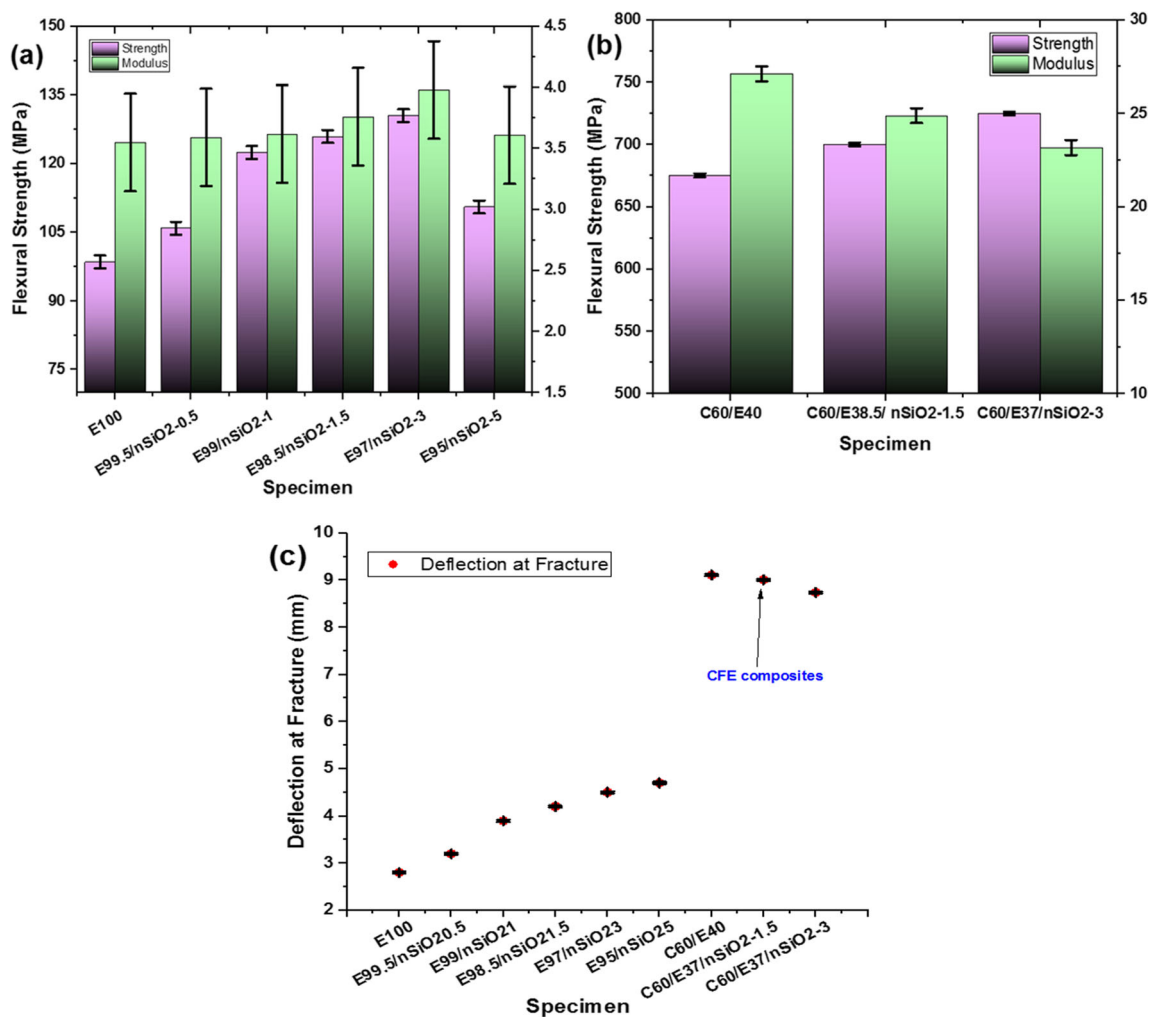 (a)
Strength
Modulus
Flexural Strength (MPa)
150
135
120
105
90
75
4.5
4.0
3.5
3.0
2.5
2.0
1.5
E100
E99.5/nSiO2-0.5
E99/nSiO2-1
E98.5/nSiO2-1.5
E97/nSiO2-3
E95/nSiO2-5
Specimen
(b)
Strength
Modulus
Flexural Strength (MPa)
800
750
700
650
600
550
500
30
25
20
15
10
C60/E40
C60/E38.5/ nSiO2-1.5
C60/E37/nSiO2-3
Specimen
(c)
Deflection at Fracture
Deflection at Fracture (mm)
10
9
8
7
6
5
4
3
2
CFE composites
E100
E99.5/nSiO20.5
E99/nSiO21
E98.5/nSiO21.5
E97/nSiO23
E95/nSiO25
C60/E40
C60/E37/nSiO2-1.5
C60/E37/nSiO2-3
Specimen